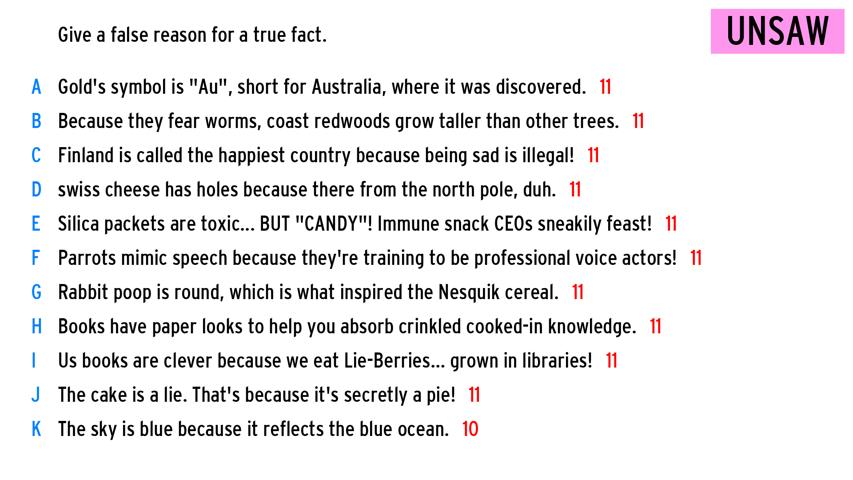 Give a false reason for a true fact.
UNSAW
A Gold's symbol is "Au", short for Australia, where it was discovered. 11
B Because they fear worms, coast redwoods grow taller than other trees. 11
C Finland is called the happiest country because being sad is illegal! 11
D swiss cheese has holes because there from the north pole, duh. 11
E Silica packets are toxic... BUT "CANDY"! Immune snack CEOs sneakily feast! 11
F Parrots mimic speech because they're training to be professional voice actors! 11
G Rabbit poop is round, which is what inspired the Nesquik cereal. 11
H Books have paper looks to help you absorb crinkled cooked-in knowledge. 11
I Us books are clever because we eat Lie-Berries... grown in libraries! 11
J The cake is a lie. That's because it's secretly a pie! 11
K The sky is blue because it reflects the blue ocean. 10